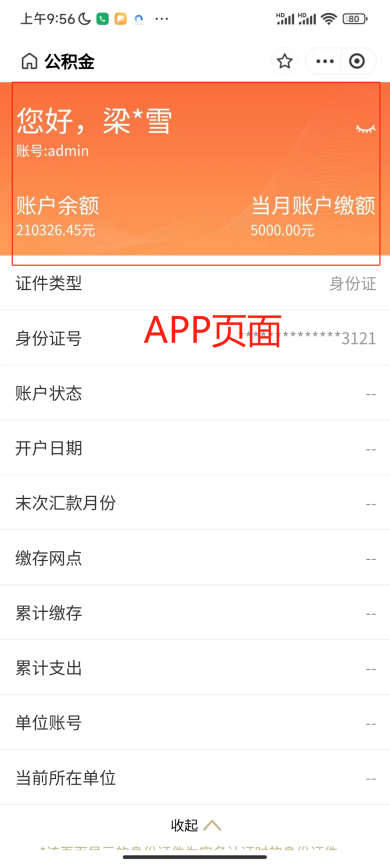 上午9:56
80
公积金
您好，梁*雪
账号:admin
账户余额
当月账户缴额
210326.45元
5000.00元
证件类型
身份证
APP页面
身份证号
**************3121
账户状态
--
开户日期
--
末次汇款月份
--
缴存网点
--
累计缴存
--
累计支出
--
单位账号
--
当前所在单位
--
收起